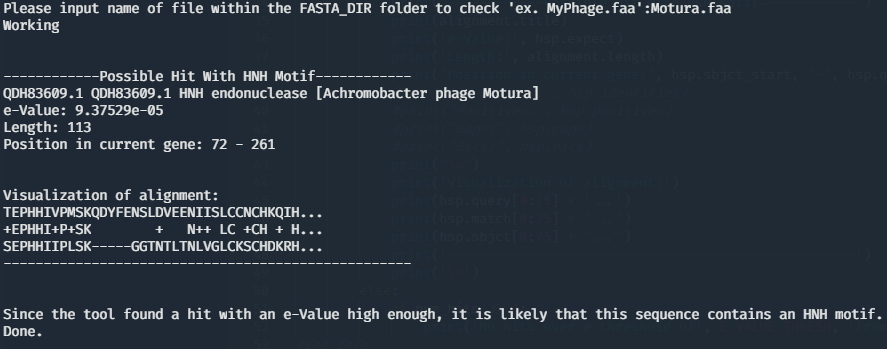 Please input name of file within the FASTA_DIR folder to check 'ex. MyPhage.faa':Motura.faa
Working
------------Possible Hit With HNH Motif------------
QDH83609.1 QDH83609.1 HNH endonuclease [Achromobacter phage Motura]
e-Value: 9.37529e-05
Length: 113
Position in current gene: 72 - 261
Visualization of alignment:
TEPHHIVPMSKQDYFENSLDVEENIISLCCNCHKQIH...
+EPHHI+P+SK        +   N++ LC +CH + H...
SEPHHIIPLSK-----GGTNTLTNLVGLCKSCHDKRH...
---------------------------------------------------
Since the tool found a hit with an e-Value high enough, it is likely that this sequence contains an HNH motif.
Done.